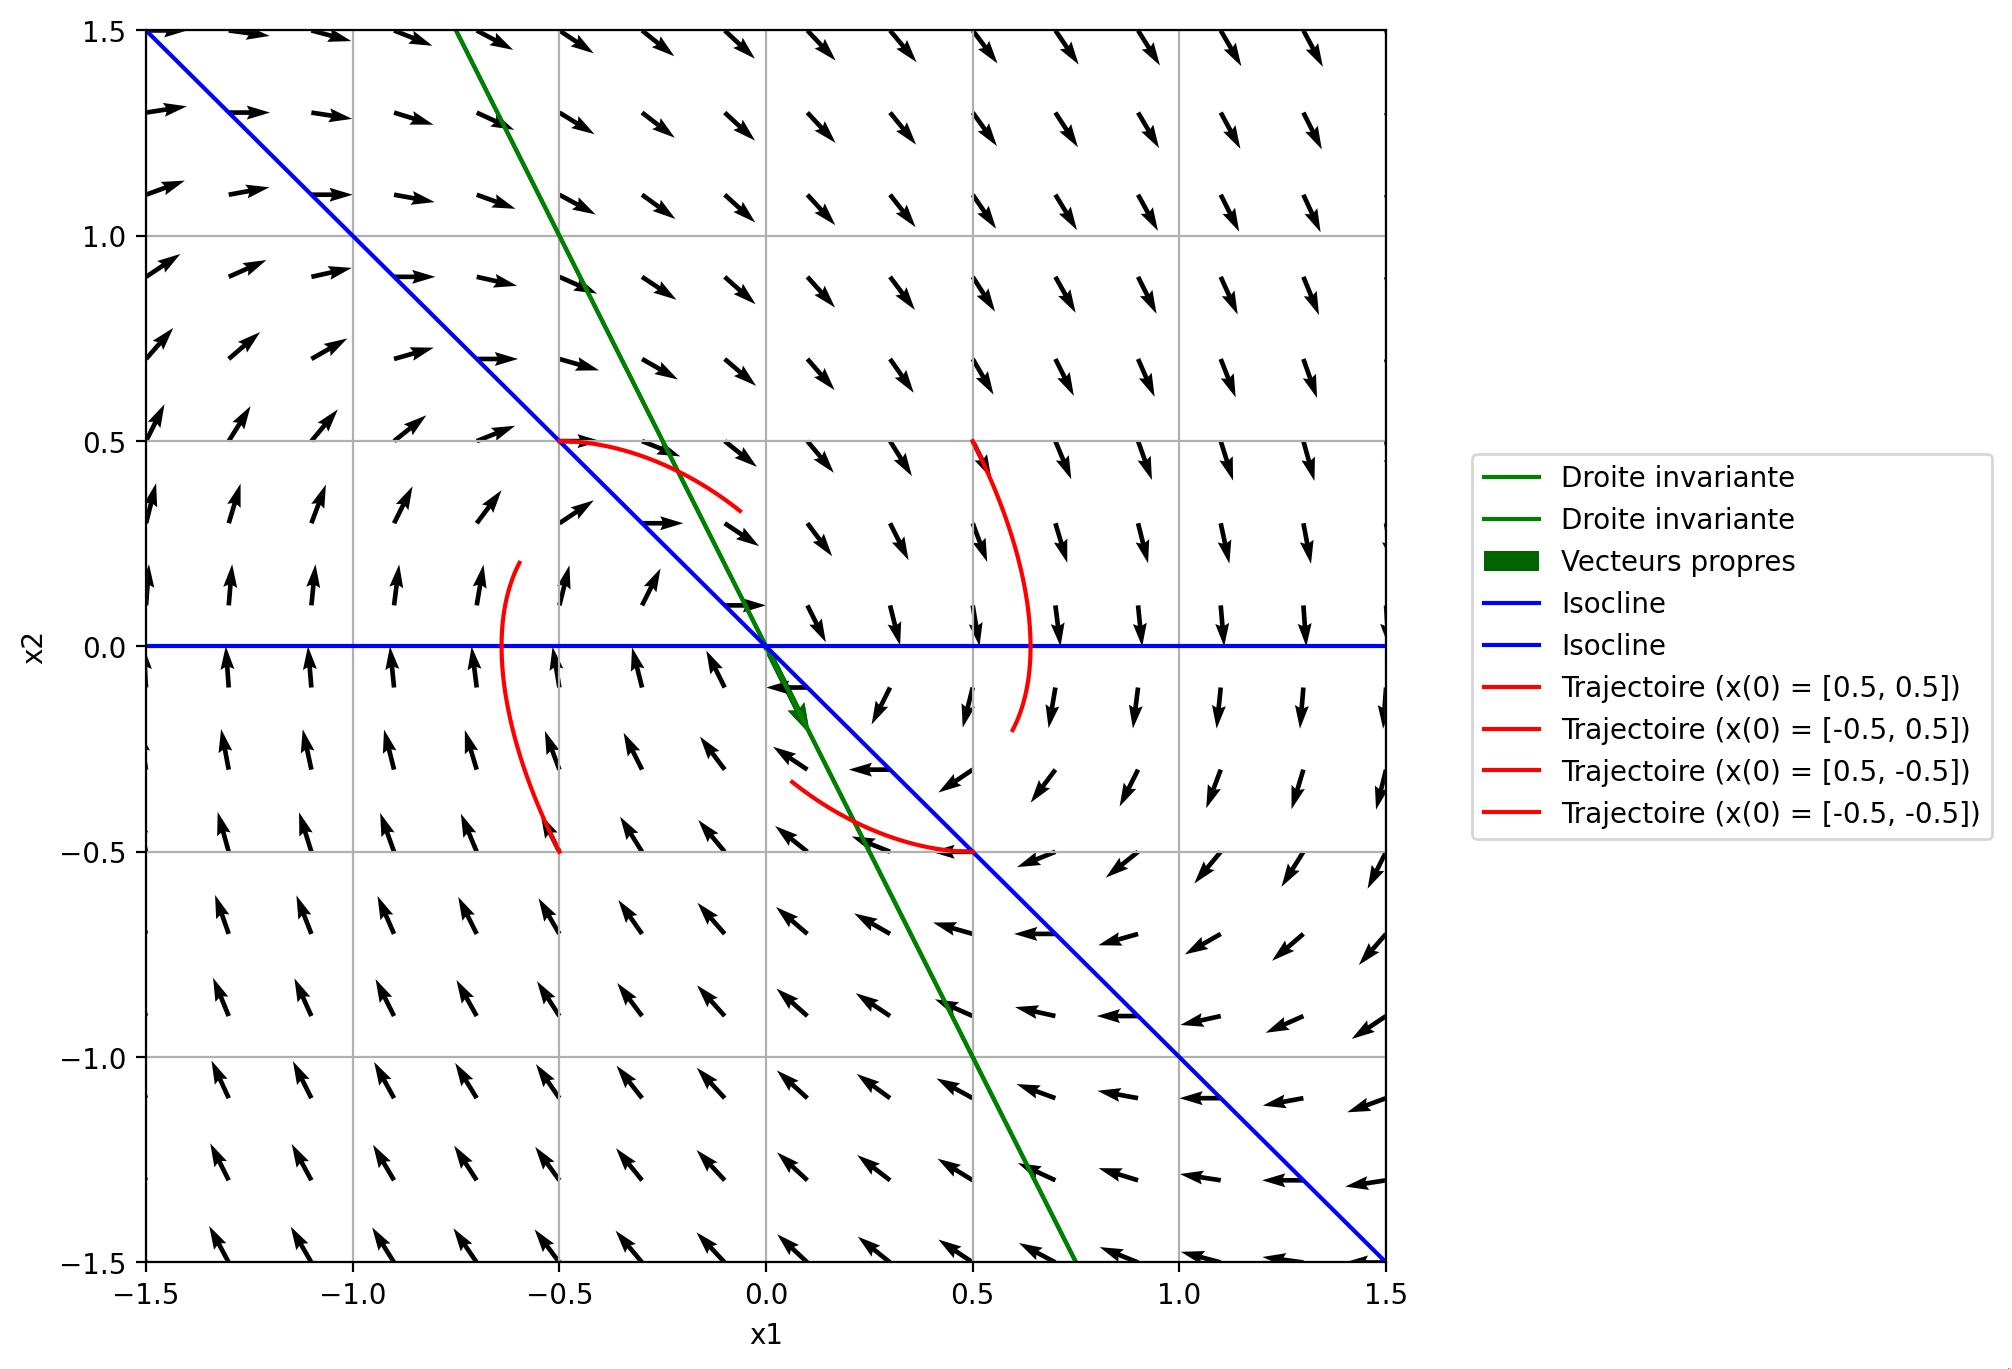 1.5
1.0
0.5
0.0
−0.5
−1.0
−1.5
x2
−1.5
−1.0
−0.5
0.0
0.5
1.0
1.5
x1
Droite invariante
Droite invariante
Vecteurs propres
Isocline
Isocline
Trajectoire (x(0) = [0.5, 0.5])
Trajectoire (x(0) = [-0.5, 0.5])
Trajectoire (x(0) = [0.5, -0.5])
Trajectoire (x(0) = [-0.5, -0.5])